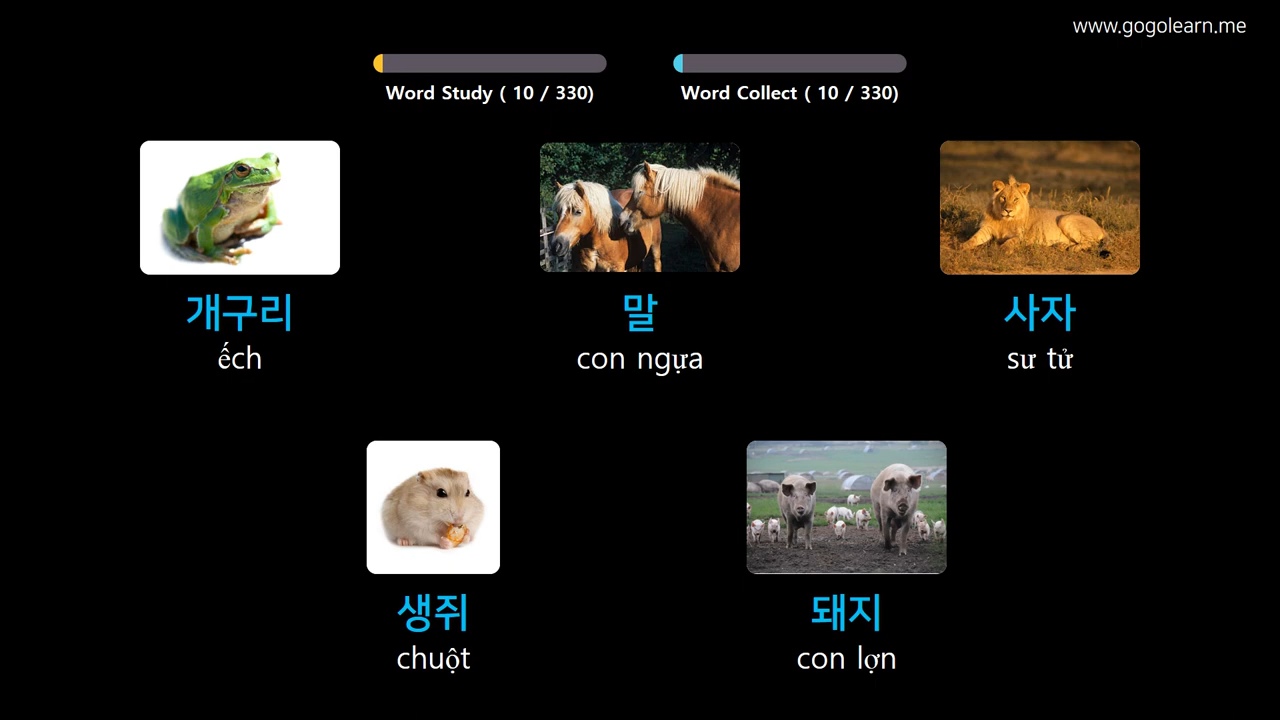 www.gogolearn.me
Word Study ( 10 / 330)
Word Collect ( 10 / 330)
개구리
ếch
말
con ngựa
사자
sư tử
생쥐
chuột
돼지
con lợn